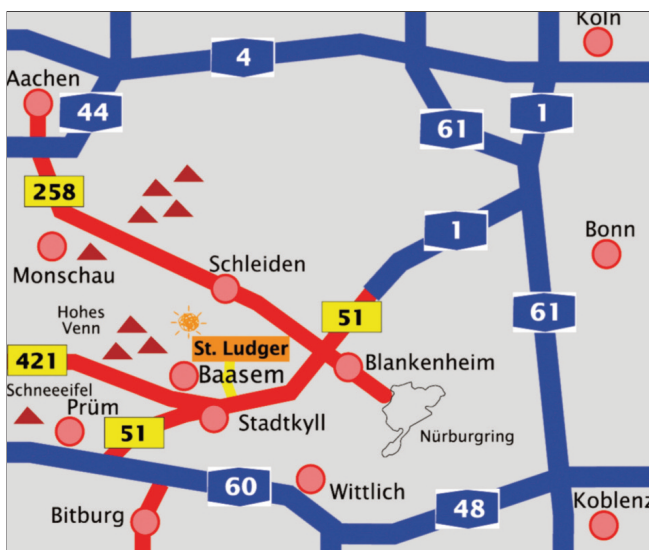 Köln
4
Aachen
44
61
1
258
Bonn
1
Monschau
Schleiden
Hohes
Venn
51
61
St. Ludger
421
Baasem
Blankenheim
Schneeeifel
Prüm
Stadtkyll
Nürburgring
51
60
Wittlich
48
Bitburg
Koblenz